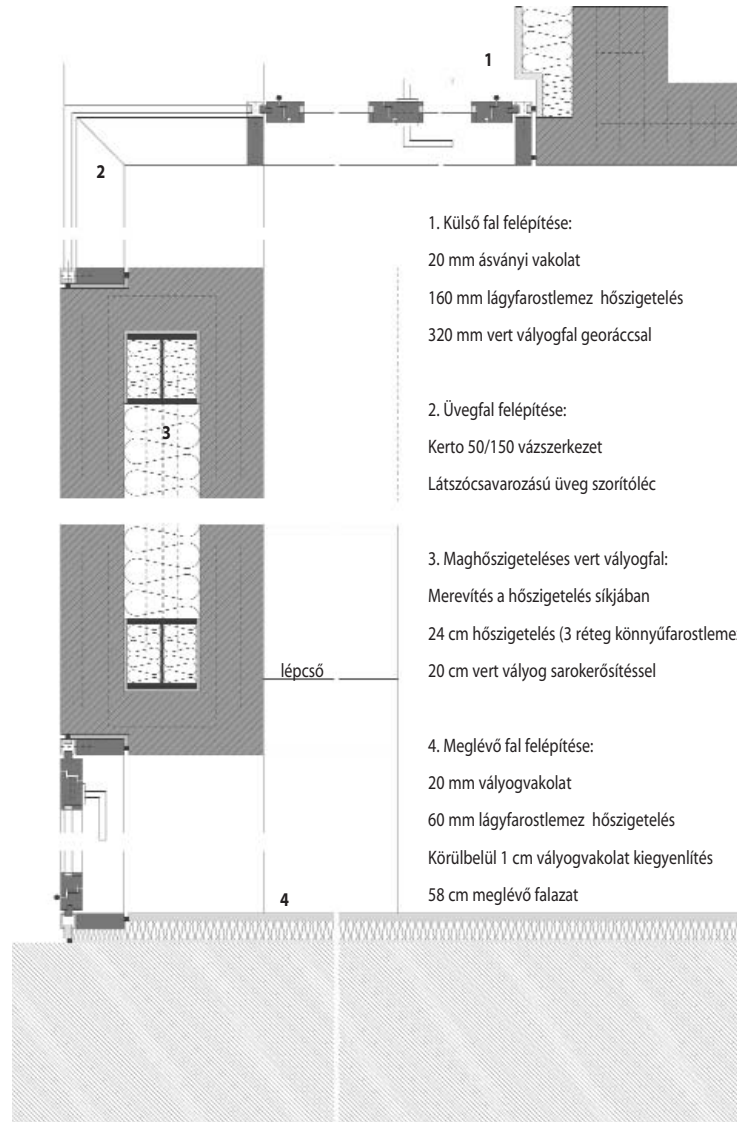 1
2
1. Külső fal felépítése:
20 mm ásványi vakolat
160 mm lágyfarostlemez hőszigetelés
320 mm vert vályogfal georáccsal
2. Üvegfal felépítése:
Kerto 50/150 vázszerkezet
Látszócsavarozású üveg szorítóléc
3
3. Maghőszigeteléses vert vályogfal:
Merevítés a hőszigetelés síkjában
24 cm hőszigetelés (3 réteg könnyűfarostlemez
20 cm vert vályog sarokerősítéssel
lépcső
4. Meglévő fal felépítése:
20 mm vályogvakolat
60 mm lágyfarostlemez hőszigetelés
Körülbelül 1 cm vályogvakolat kiegyenlítés
58 cm meglévő falazat
4